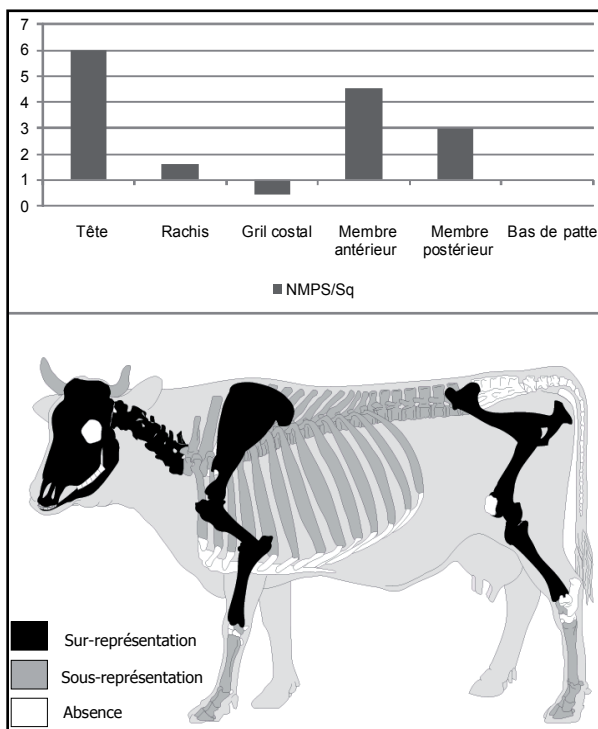 7
6
5
4
3
2
1
0
Tête Rachis Gril costal Membre antérieur Membre postérieur Bas de patte
NMPS/Sq
Sur-représentation
Sous-représentation
Absence